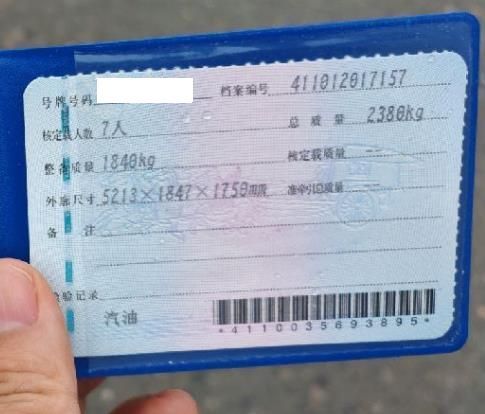 号牌号码 档案编号 411012017157
核定载人数 7人 总质量 2380kg
整备质量 1840kg 核定载质量 --
外廓尺寸 5213×1847×1750mm 准牵引总质量 --
备注
检验记录
汽油
*4110035693895*